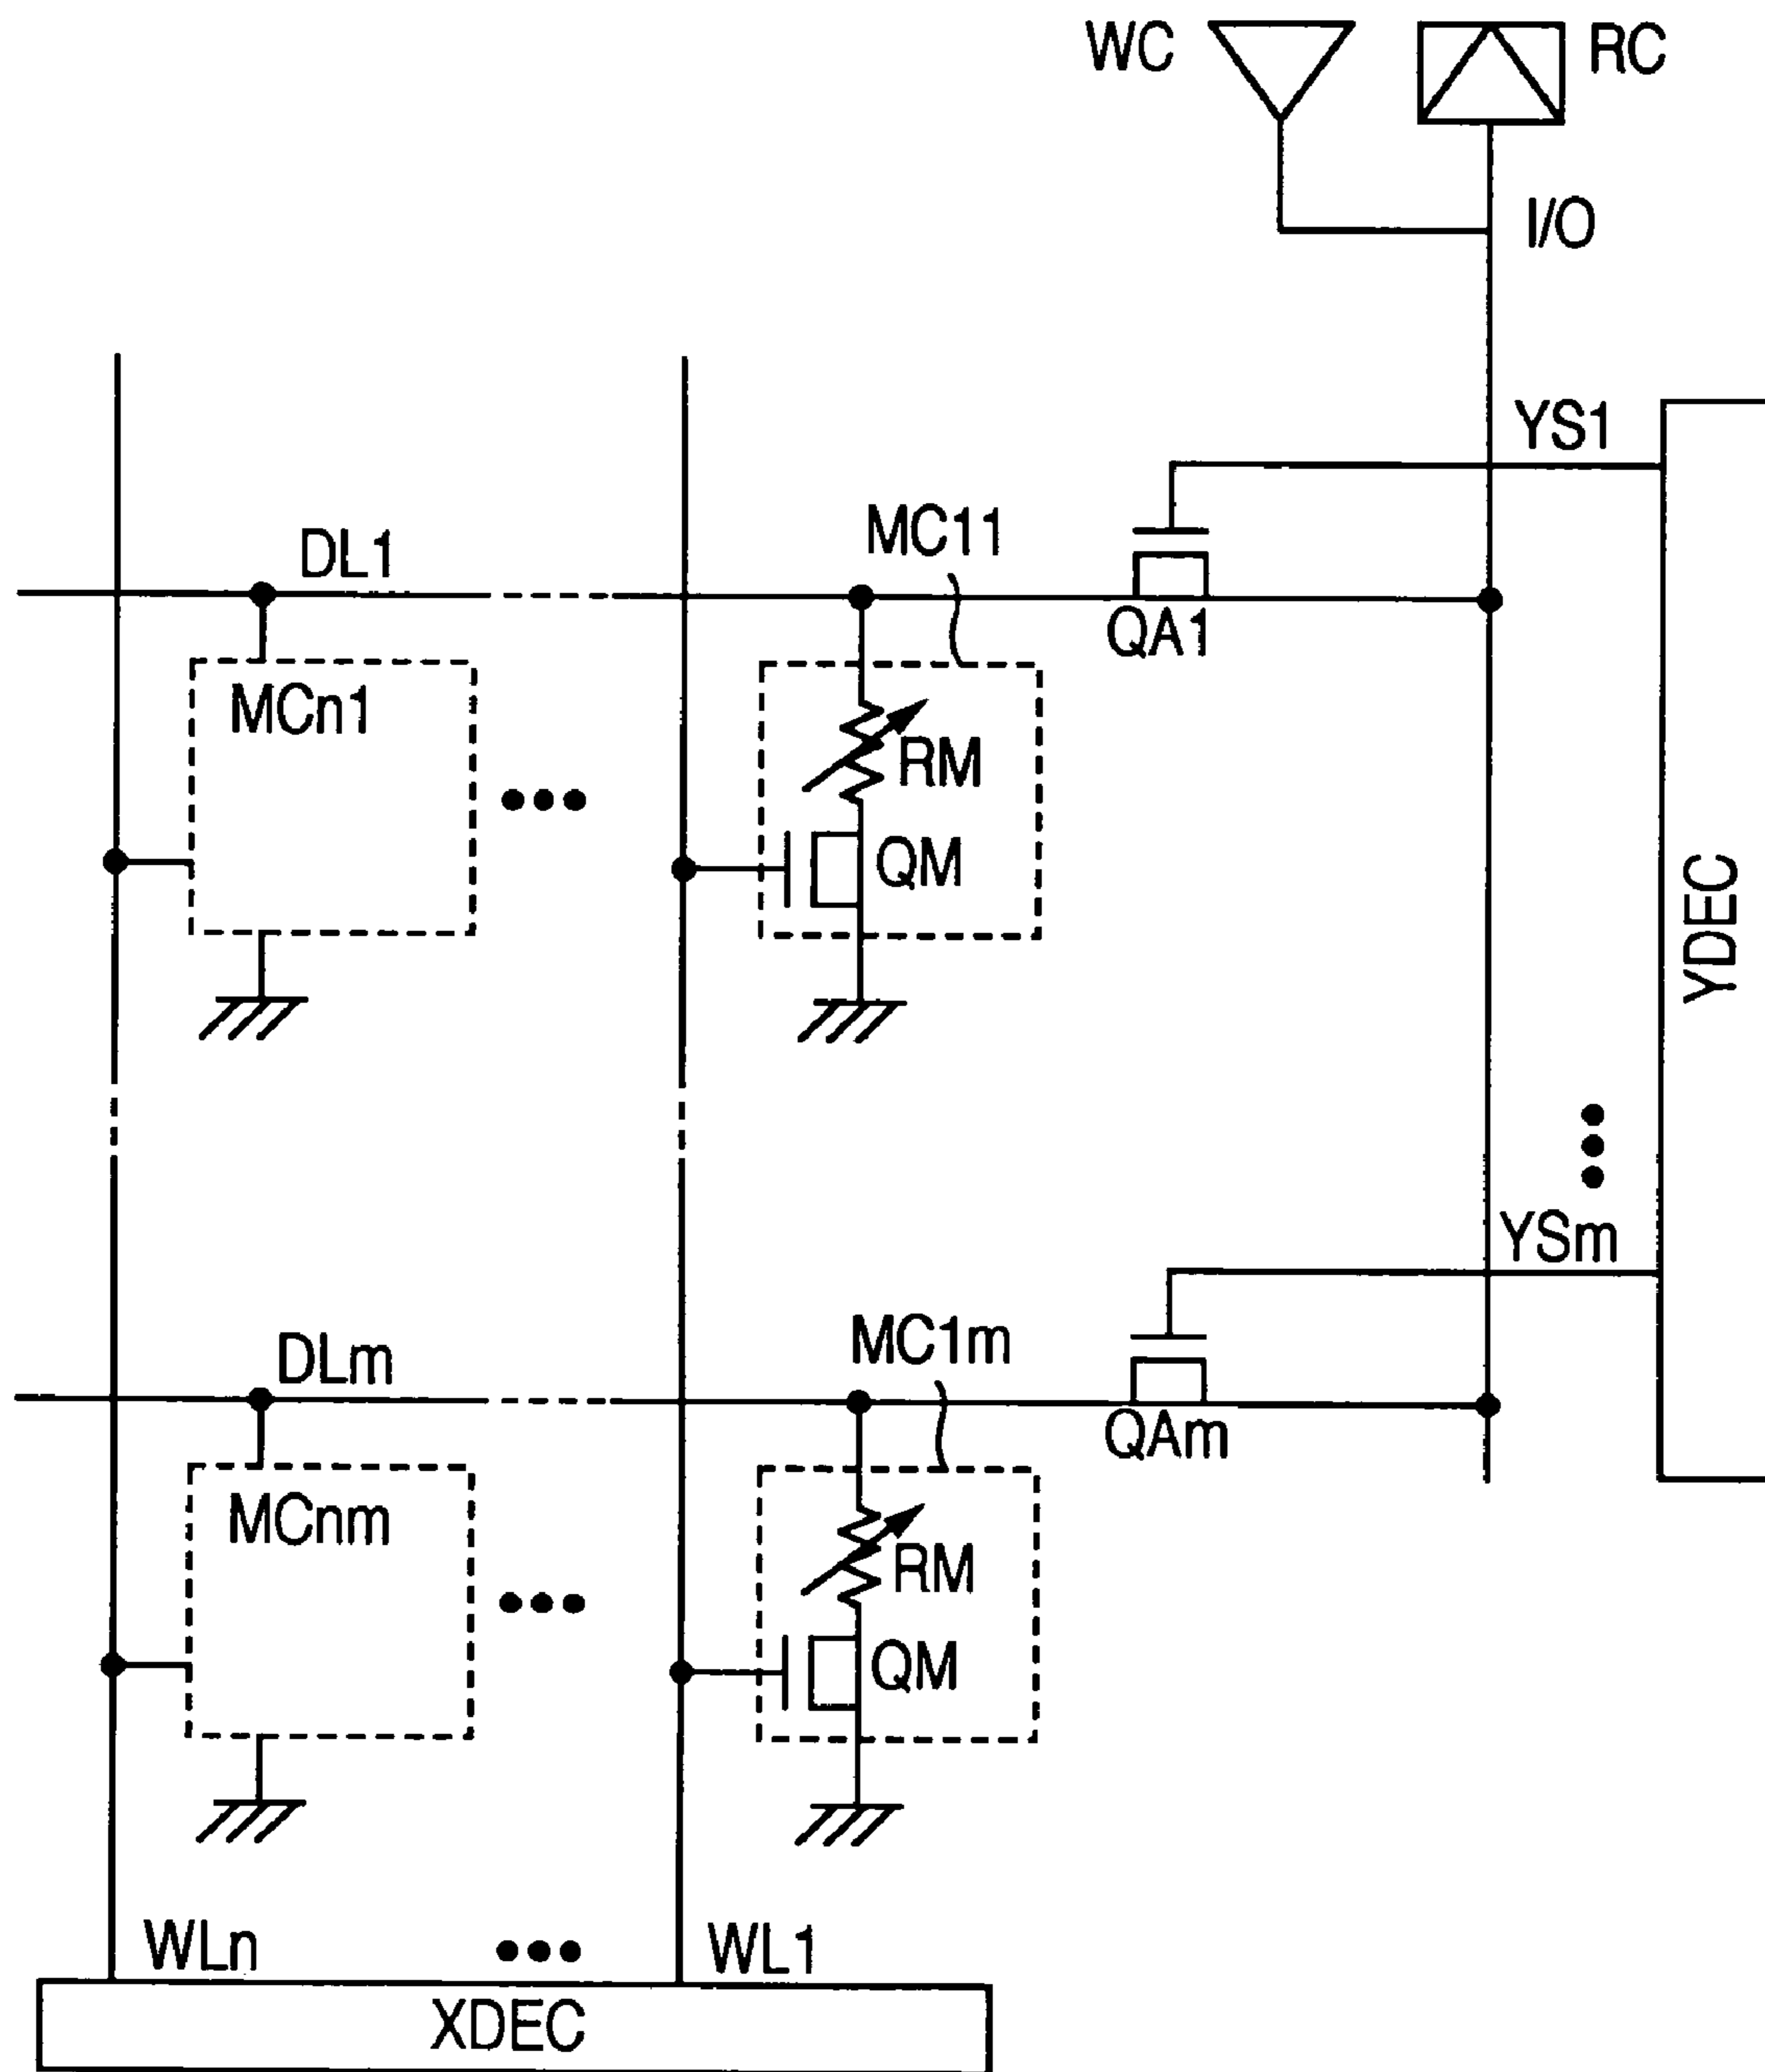 WC
RC
I/O
YS1
DL1
MC11
QA1
MCn1
RM
QM
YDEC
YSm
DLm
MC1m
QAm
MCnm
RM
QM
WLn
WL1
XDEC